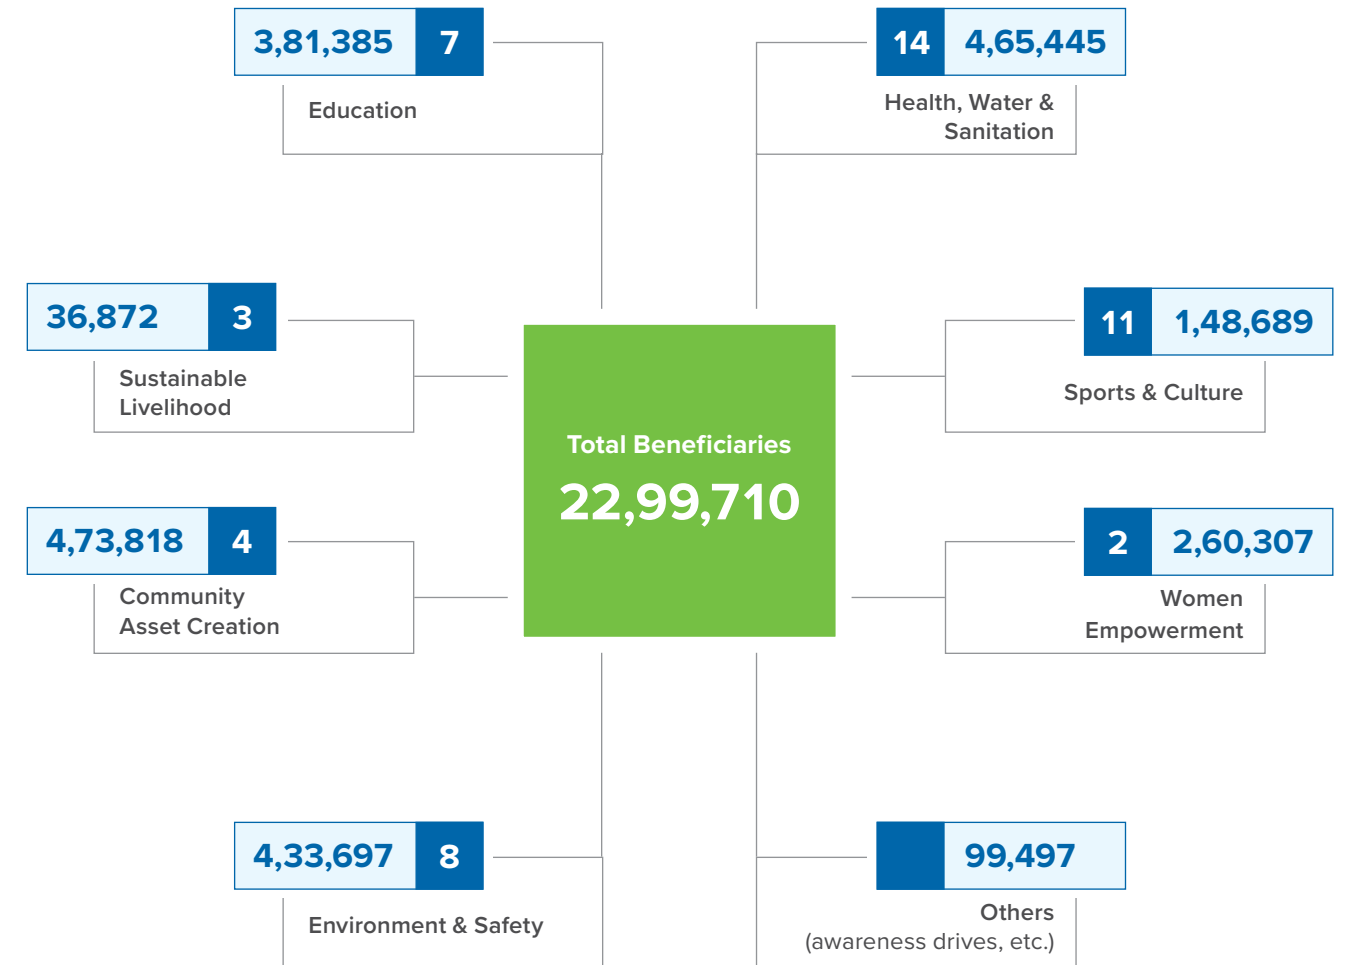 3,81,385 7
Education
14 4,65,445
Health, Water &
Sanitation
36,872 3
Sustainable
Livelihood
11 1,48,689
Sports & Culture
Total Beneficiaries
22,99,710
4,73,818 4
Community
Asset Creation
2 2,60,307
Women
Empowerment
4,33,697 8
Environment & Safety
99,497
Others
(awareness drives, etc.)